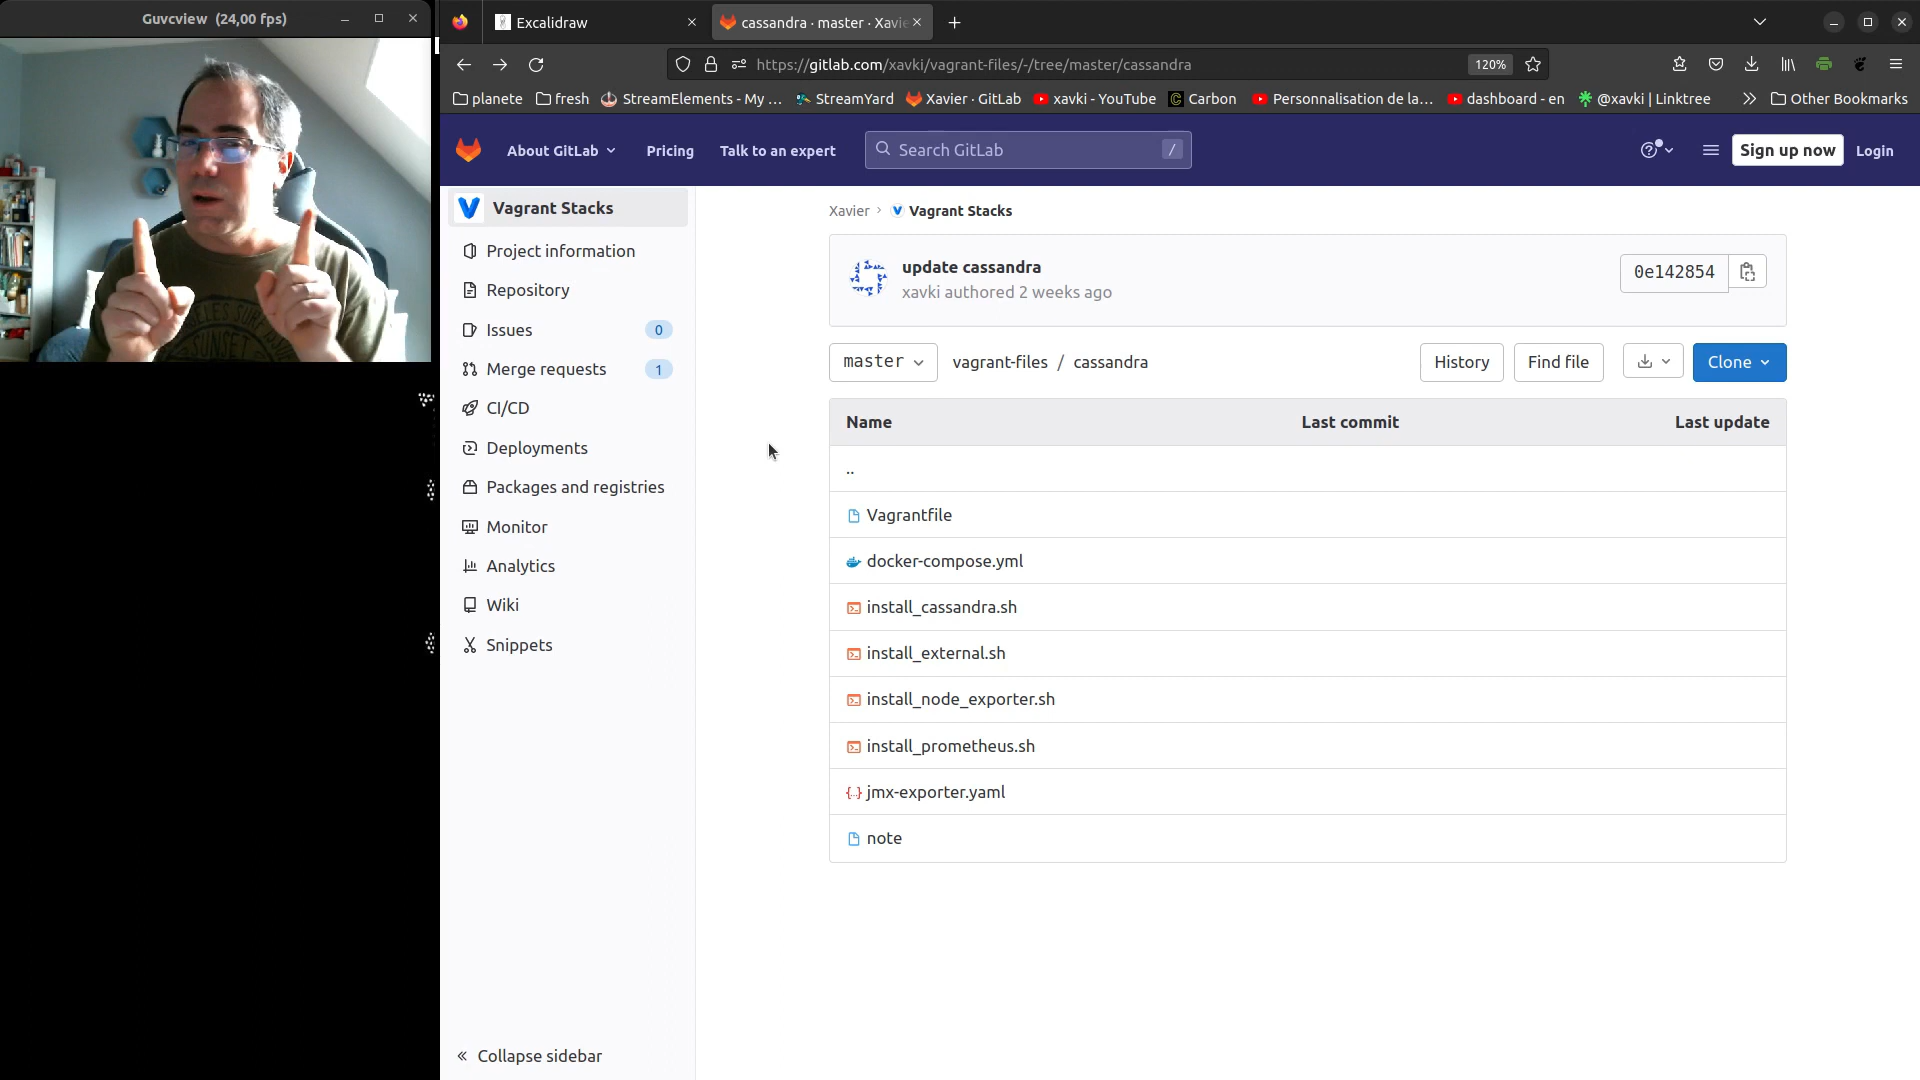 Guvcview (24,00 fps)
Excalidraw
cassandra · master · Xavie
https://gitlab.com/xavki/vagrant-files/-/tree/master/cassandra
120%
planete
fresh
StreamElements - My ...
StreamYard
Xavier · GitLab
xavki - YouTube
Carbon
Personnalisation de la...
dashboard - en
@xavki | Linktree
Other Bookmarks
About GitLab
Pricing
Talk to an expert
Search GitLab
/
Sign up now
Login
Vagrant Stacks
Project information
Repository
Issues 0
Merge requests 1
CI/CD
Deployments
Packages and registries
Monitor
Analytics
Wiki
Snippets
Collapse sidebar
Xavier > Vagrant Stacks
update cassandra
xavki authored 2 weeks ago
0e142854
master
vagrant-files / cassandra
History
Find file
Clone
Name Last commit Last update
..
Vagrantfile
docker-compose.yml
install_cassandra.sh
install_external.sh
install_node_exporter.sh
install_prometheus.sh
jmx-exporter.yaml
note